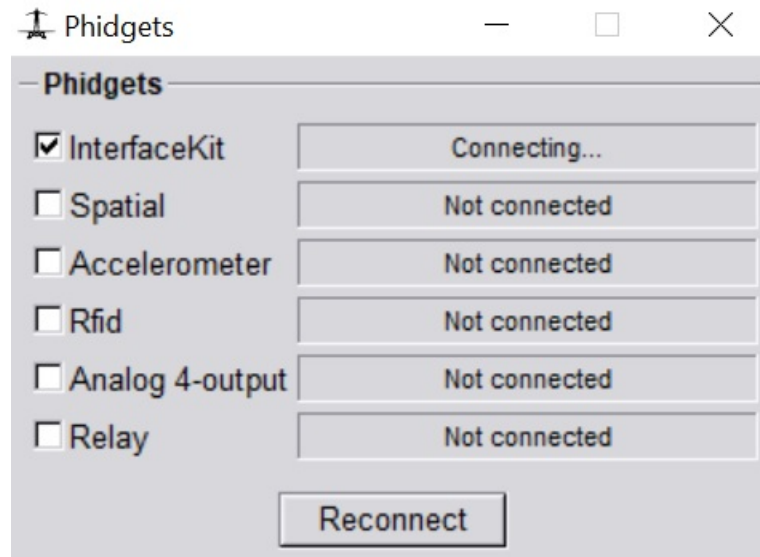 Phidgets
Phidgets
InterfaceKit Connecting...
Spatial Not connected
Accelerometer Not connected
Rfid Not connected
Analog 4-output Not connected
Relay Not connected
Reconnect